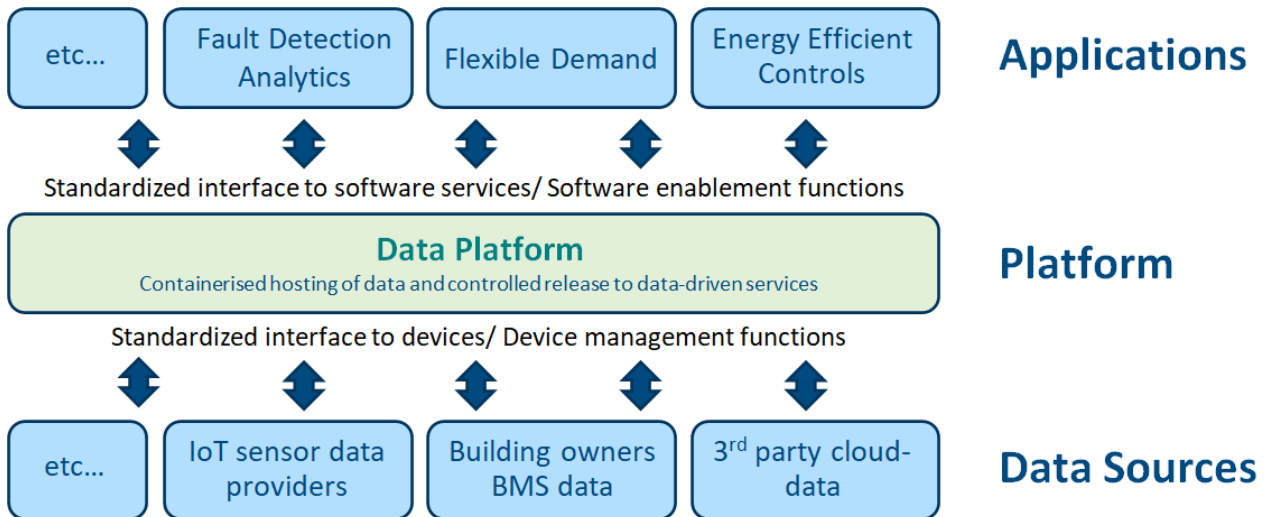 etc...
Fault Detection
Analytics
Flexible Demand
Energy Efficient
Controls
Applications
Standardized interface to software services/ Software enablement functions
Data Platform
Containerised hosting of data and controlled release to data-driven services
Platform
Standardized interface to devices/ Device management functions
etc...
IoT sensor data
providers
Building owners
BMS data
3rd party cloud-
data
Data Sources